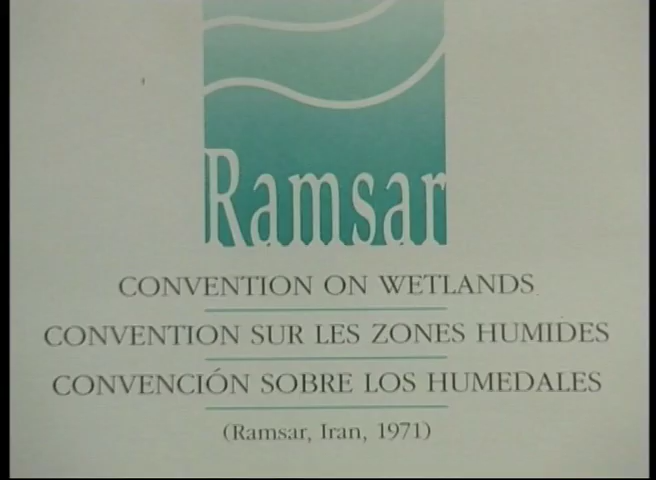 Ramsar
CONVENTION ON WETLANDS
CONVENTION SUR LES ZONES HUMIDES
CONVENCIÓN SOBRE LOS HUMEDALES
(Ramsar, Iran, 1971)